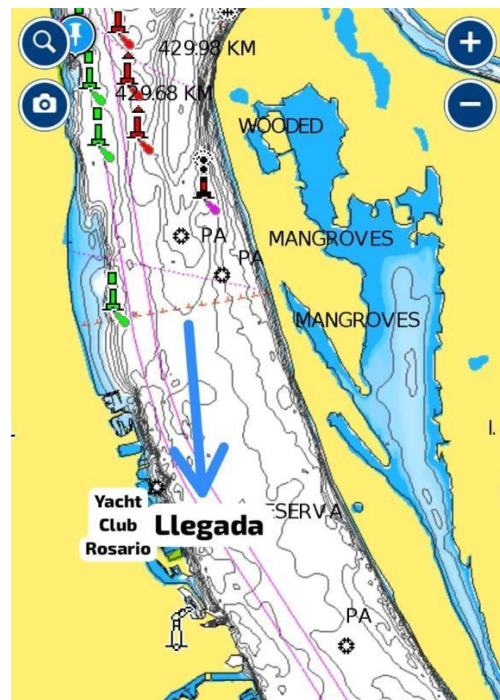 429.98 KM
429.68 KM
WOODED
PA
MANGROVES
PA
MANGROVES
Yacht
Club
Rosario
Llegada
SERVA
PA
I.